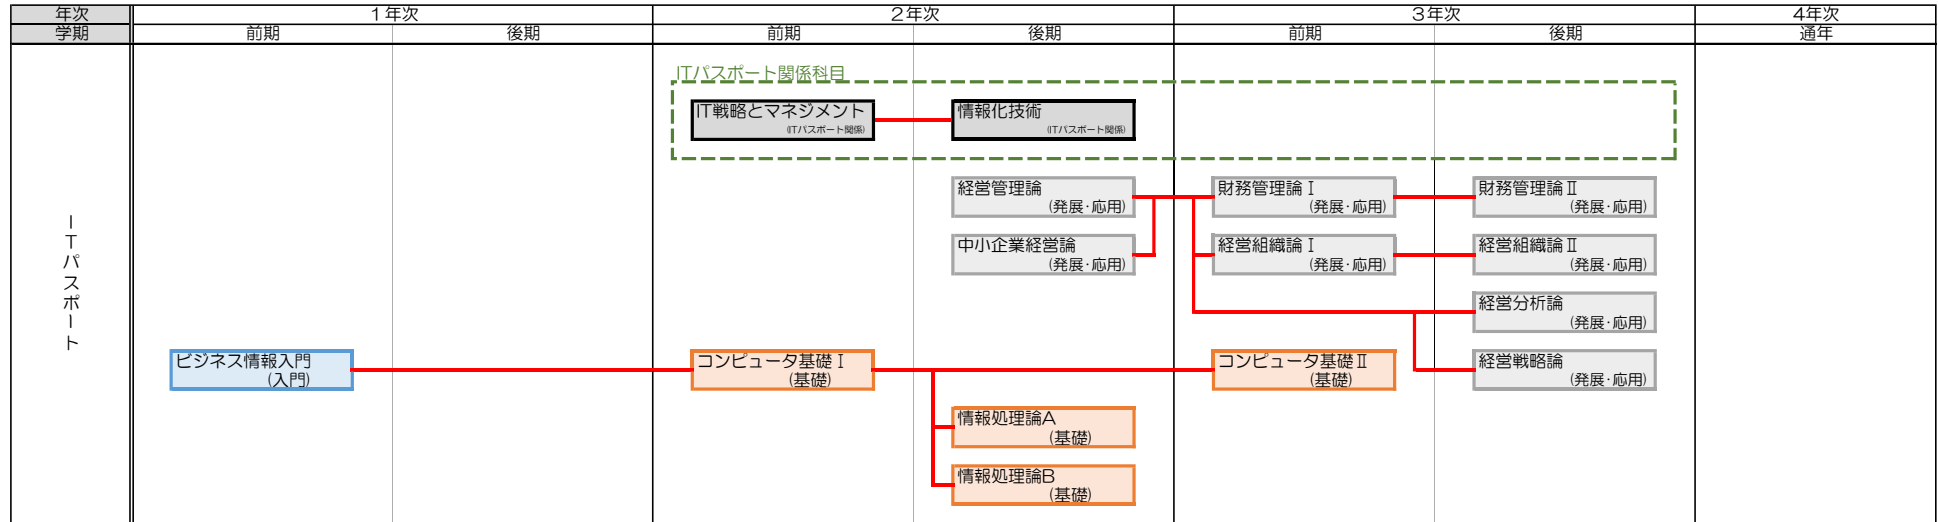 年次 1年次 2年次 3年次 4年次
学期 前期 後期 前期 後期 前期 後期 通年
ITパスポート
ITパスポート関係科目
IT戦略とマネジメント
(ITパスポート関係)
情報化技術
(ITパスポート関係)
経営管理論
(発展・応用)
財務管理論Ⅰ
(発展・応用)
財務管理論Ⅱ
(発展・応用)
中小企業経営論
(発展・応用)
経営組織論Ⅰ
(発展・応用)
経営組織論Ⅱ
(発展・応用)
経営分析論
(発展・応用)
ビジネス情報入門
(入門)
コンピュータ基礎Ⅰ
(基礎)
コンピュータ基礎Ⅱ
(基礎)
経営戦略論
(発展・応用)
情報処理論A
(基礎)
情報処理論B
(基礎)